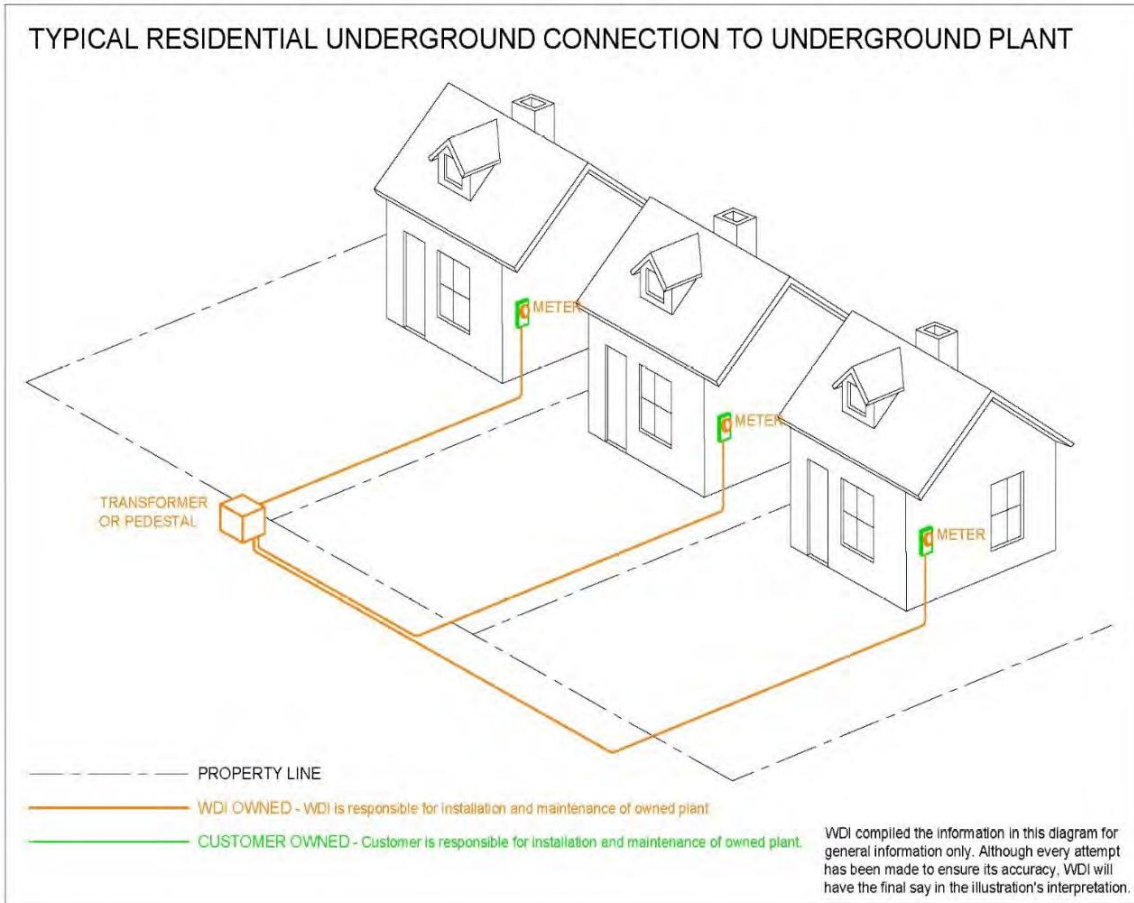 TYPICAL RESIDENTIAL UNDERGROUND CONNECTION TO UNDERGROUND PLANT
METER
METER
METER
TRANSFORMER
OR PEDESTAL
PROPERTY LINE
WDI OWNED - WDI is responsible for installation and maintenance of owned plant
CUSTOMER OWNED - Customer is responsible for installation and maintenance of owned plant.
WDI compiled the information in this diagram for
general information only. Although every attempt
has been made to ensure its accuracy, WDI will
have the final say in the illustration's interpretation.